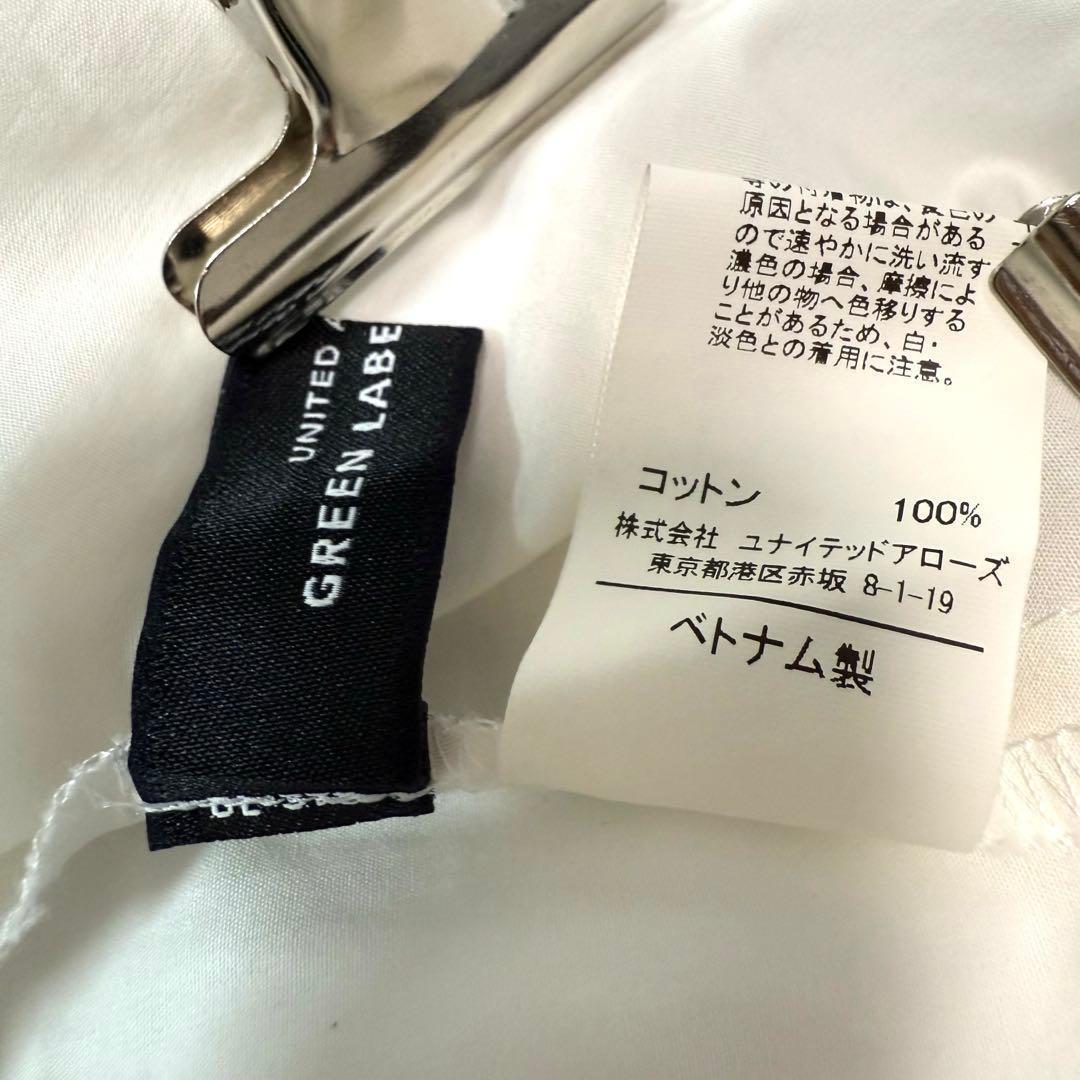 UNITED
GREEN LABE
原因となる場合がある
ので速やかに洗い流す
濃色の場合、摩擦によ
り他の物へ色移りする
ことがあるため、白・
淡色との着用に注意。
コットン 100%
株式会社 ユナイテッドアローズ
東京都港区赤坂 8-1-19
ベトナム製